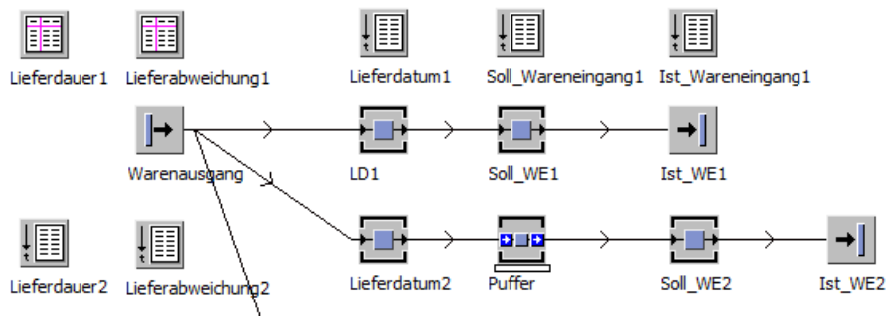 Lieferdauer1 Lieferabweichung1 Lieferdatum1 Soll_Wareneingang1 Ist_Wareneingang1
Warenausgang LD1 Soll_WE1 Ist_WE1
Lieferdauer2 Lieferabweichung2 Lieferdatum2 Puffer Soll_WE2 Ist_WE2